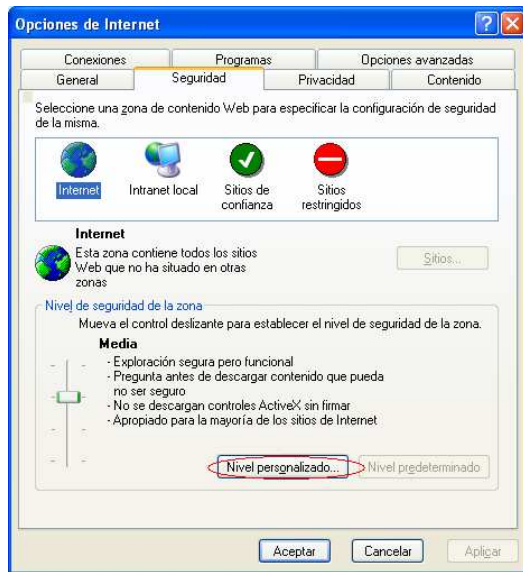 Opciones de Internet
Conexiones Programas Opciones avanzadas
General Seguridad Privacidad Contenido
Seleccione una zona de contenido Web para especificar la configuración de seguridad
de la misma.
Internet Intranet local Sitios de confianza Sitios restringidos
Internet
Esta zona contiene todos los sitios
Web que no ha situado en otras
zonas
Sitios...
Nivel de seguridad de la zona
Mueva el control deslizante para establecer el nivel de seguridad de la zona.
Media
- Exploración segura pero funcional
- Pregunta antes de descargar contenido que pueda
no ser seguro
- No se descargan controles ActiveX sin firmar
- Apropiado para la mayoría de los sitios de Internet
Nivel personalizado... Nivel predeterminado
Aceptar Cancelar Aplicar